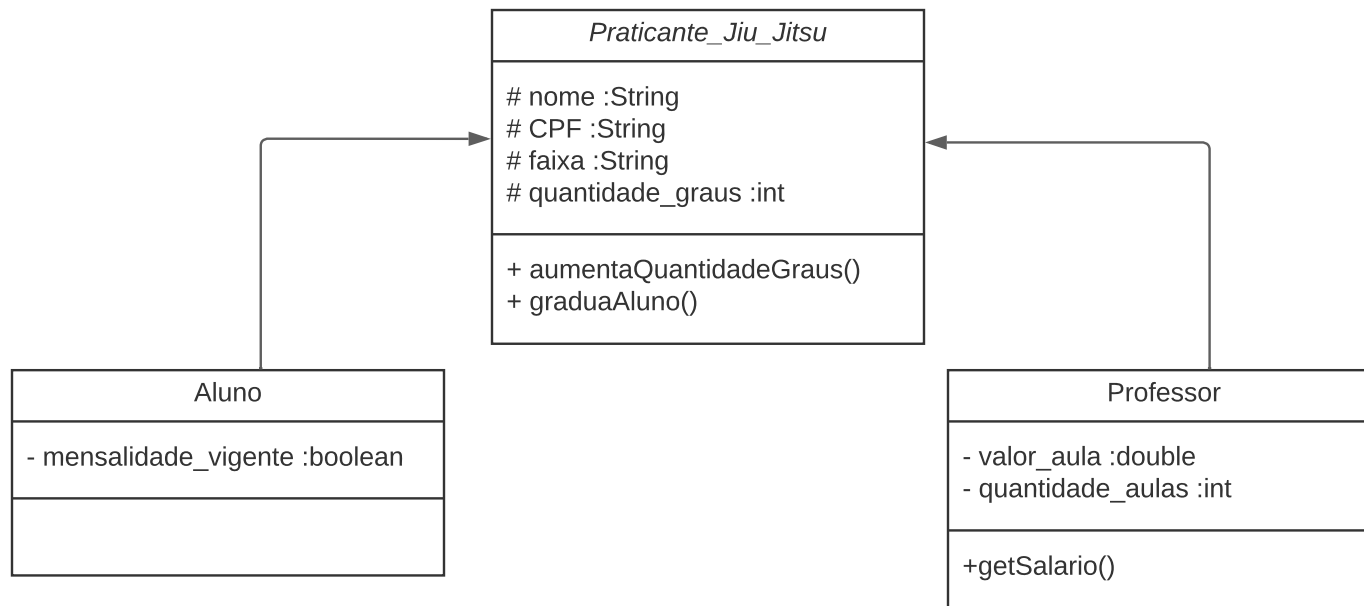 Praticante_Jiu_Jitsu
# nome :String
# CPF :String
# faixa :String
# quantidade_graus :int
+ aumentaQuantidadeGraus()
+ graduaAluno()
Aluno
- mensalidade_vigente :boolean
Professor
- valor_aula :double
- quantidade_aulas :int
+getSalario()